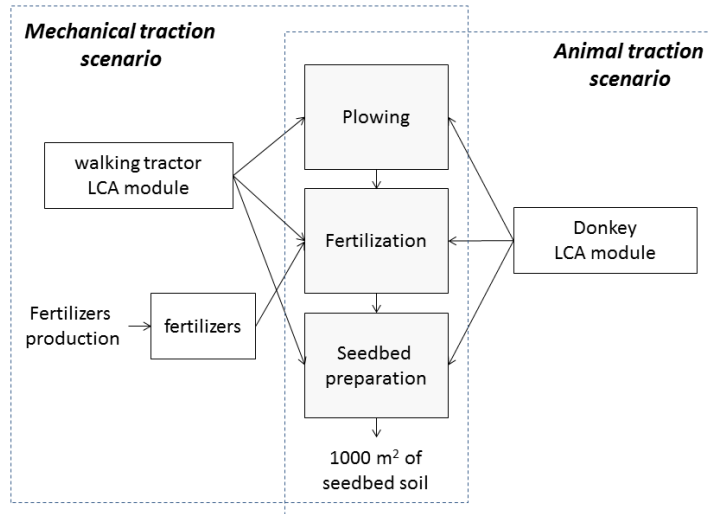 Mechanical traction
scenario
Animal traction
scenario
Plowing
walking tractor
LCA module
Fertilization
Donkey
LCA module
Fertilizers
production
fertilizers
Seedbed
preparation
1000 m² of
seedbed soil